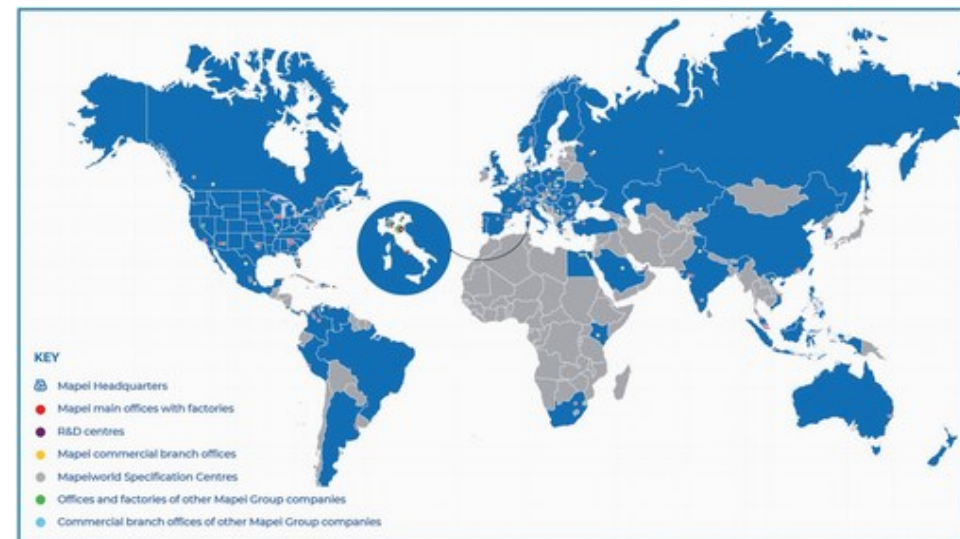 KEY
Mapei Headquarters
Mapei main offices with factories
R&D centres
Mapei commercial branch offices
Mapeiworld Specification Centres
Offices and factories of other Mapei Group companies
Commercial branch offices of other Mapei Group companies